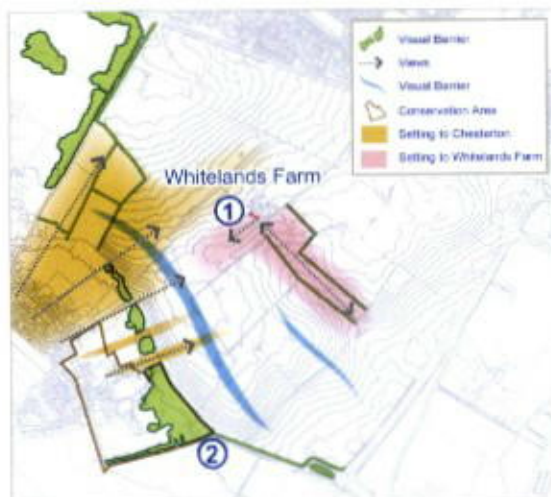 Visual Barrier
Views
Visual Barrier
Conservation Area
Setting to Chesterton
Setting to Whitelands Farm
Whitelands Farm
1
2